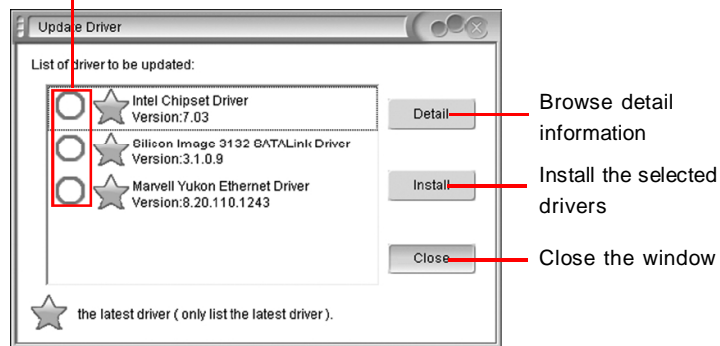 Update Driver
List of driver to be updated:
Intel Chipset Driver
Version:7.03
Silicon Image 3132 SATALink Driver
Version:3.1.0.9
Marvell Yukon Ethernet Driver
Version:8.20.110.1243
Detail
Install
Close
the latest driver ( only list the latest driver ).
Browse detail
information
Install the selected
drivers
Close the window